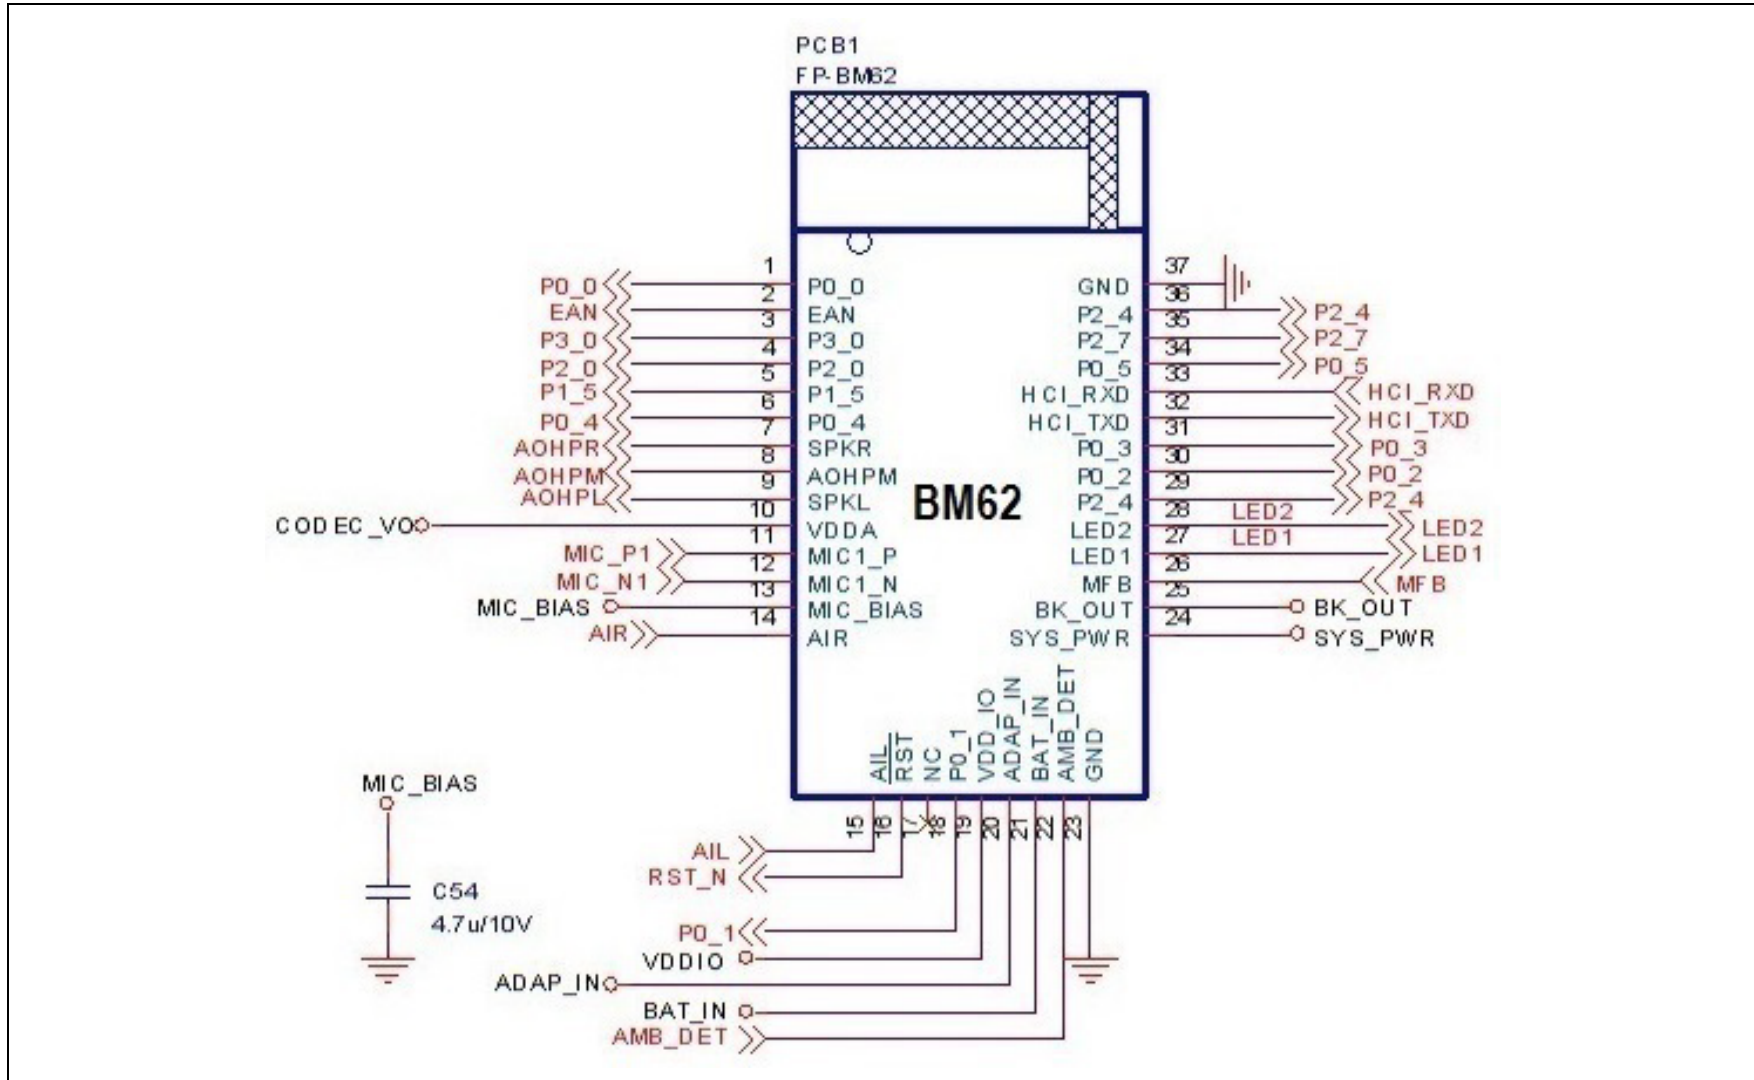 PCB1
FP-BM62
BM62
1
P0_0
P0_0
2
EAN
EAN
3
P3_0
P3_0
4
P2_0
P2_0
5
P1_5
P1_5
6
P0_4
P0_4
7
AOHPR
SPKR
8
AOHPM
AOHPM
9
AOHPL
SPKL
10
CODEC_VO
VDDA
11
MIC_P1
MIC1_P
12
MIC_N1
MIC1_N
13
MIC_BIAS
MIC_BIAS
14
AIR
AIR
37
GND
36
P2_4
P2_4
35
P2_7
P2_7
34
P0_5
P0_5
33
HCI_RXD
HCI_RXD
32
HCI_TXD
HCI_TXD
31
P0_3
P0_3
30
P0_2
P0_2
29
P2_4
P2_4
28
LED2
LED2
LED2
27
LED1
LED1
LED1
26
MFB
MFB
25
BK_OUT
BK_OUT
24
SYS_PWR
SYS_PWR
AIL
RST
NC
P0_1
VDD_IO
ADAP_IN
BAT_IN
AMB_DET
GND
15
16
17
18
19
20
21
22
23
AIL
RST_N
P0_1
VDDIO
ADAP_IN
BAT_IN
AMB_DET
MIC_BIAS
C54
4.7u/10V